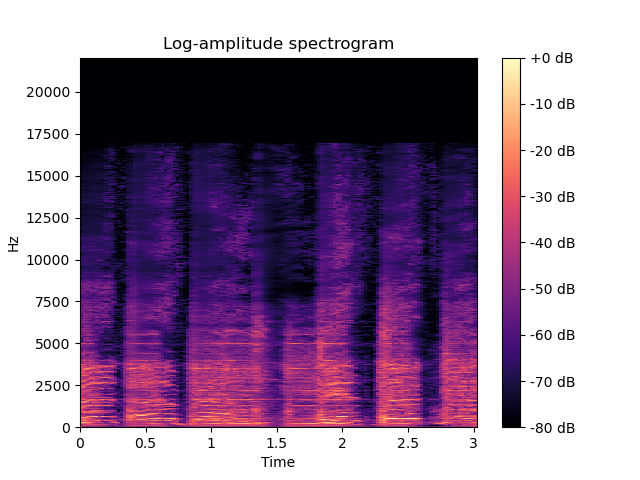 Log-amplitude spectrogram
Hz
20000
17500
15000
12500
10000
7500
5000
2500
0
0 0.5 1 1.5 2 2.5 3
Time
+0 dB
-10 dB
-20 dB
-30 dB
-40 dB
-50 dB
-60 dB
-70 dB
-80 dB